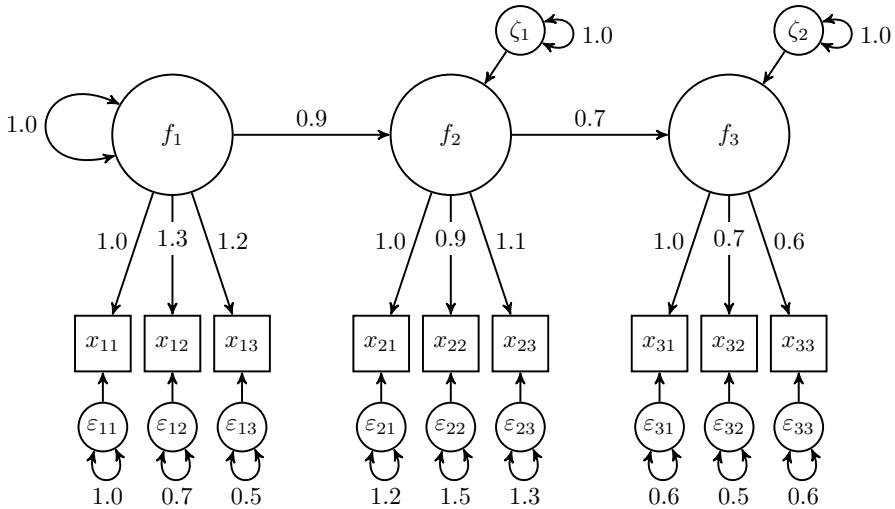 ζ₁ 1.0 ζ₂ 1.0
1.0 f₁ 0.9 f₂ 0.7 f₃
1.0 1.3 1.2 1.0 0.9 1.1 1.0 0.7 0.6
x₁₁ x₁₂ x₁₃ x₂₁ x₂₂ x₂₃ x₃₁ x₃₂ x₃₃
ε₁₁ ε₁₂ ε₁₃ ε₂₁ ε₂₂ ε₂₃ ε₃₁ ε₃₂ ε₃₃
1.0 0.7 0.5 1.2 1.5 1.3 0.6 0.5 0.6